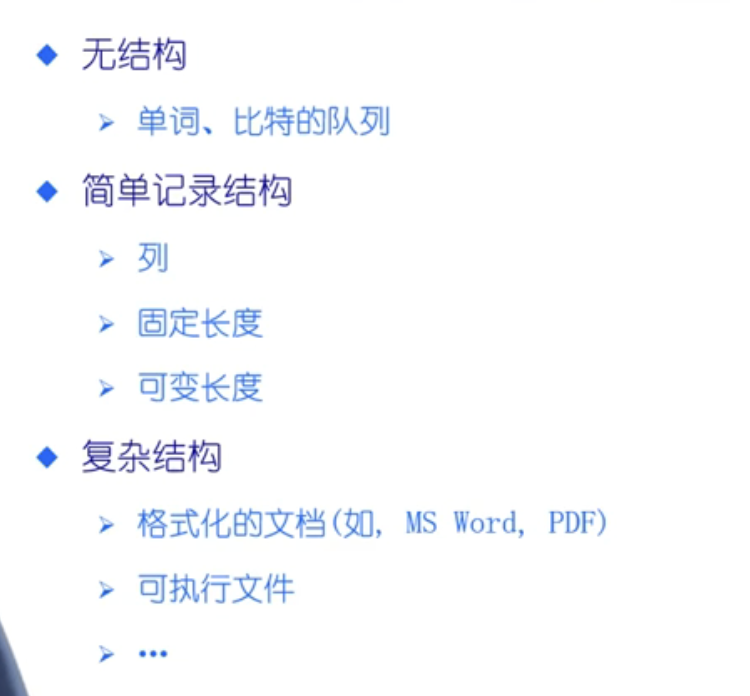 无结构
单词、比特的队列
简单记录结构
列
固定长度
可变长度
复杂结构
格式化的文档(如, MS Word, PDF)
可执行文件
…